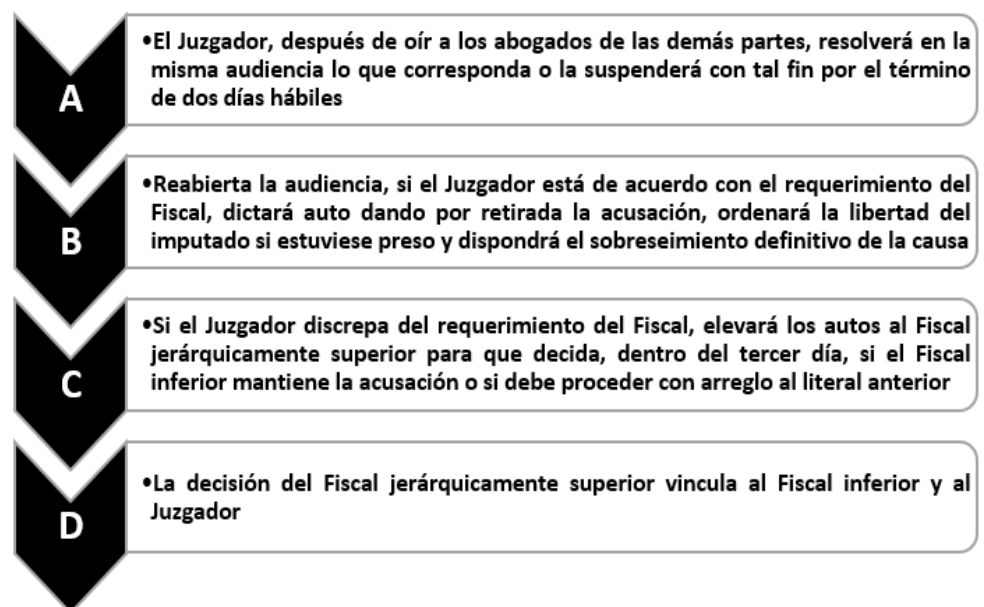 A
•El Juzgador, después de oír a los abogados de las demás partes, resolverá en la
misma audiencia lo que corresponda o la suspenderá con tal fin por el término
de dos días hábiles
B
•Reabierta la audiencia, si el Juzgador está de acuerdo con el requerimiento del
Fiscal, dictará auto dando por retirada la acusación, ordenará la libertad del
imputado si estuviese preso y dispondrá el sobreseimiento definitivo de la causa
C
•Si el Juzgador discrepa del requerimiento del Fiscal, elevará los autos al Fiscal
jerárquicamente superior para que decida, dentro del tercer día, si el Fiscal
inferior mantiene la acusación o si debe proceder con arreglo al literal anterior
D
•La decisión del Fiscal jerárquicamente superior vincula al Fiscal inferior y al
Juzgador